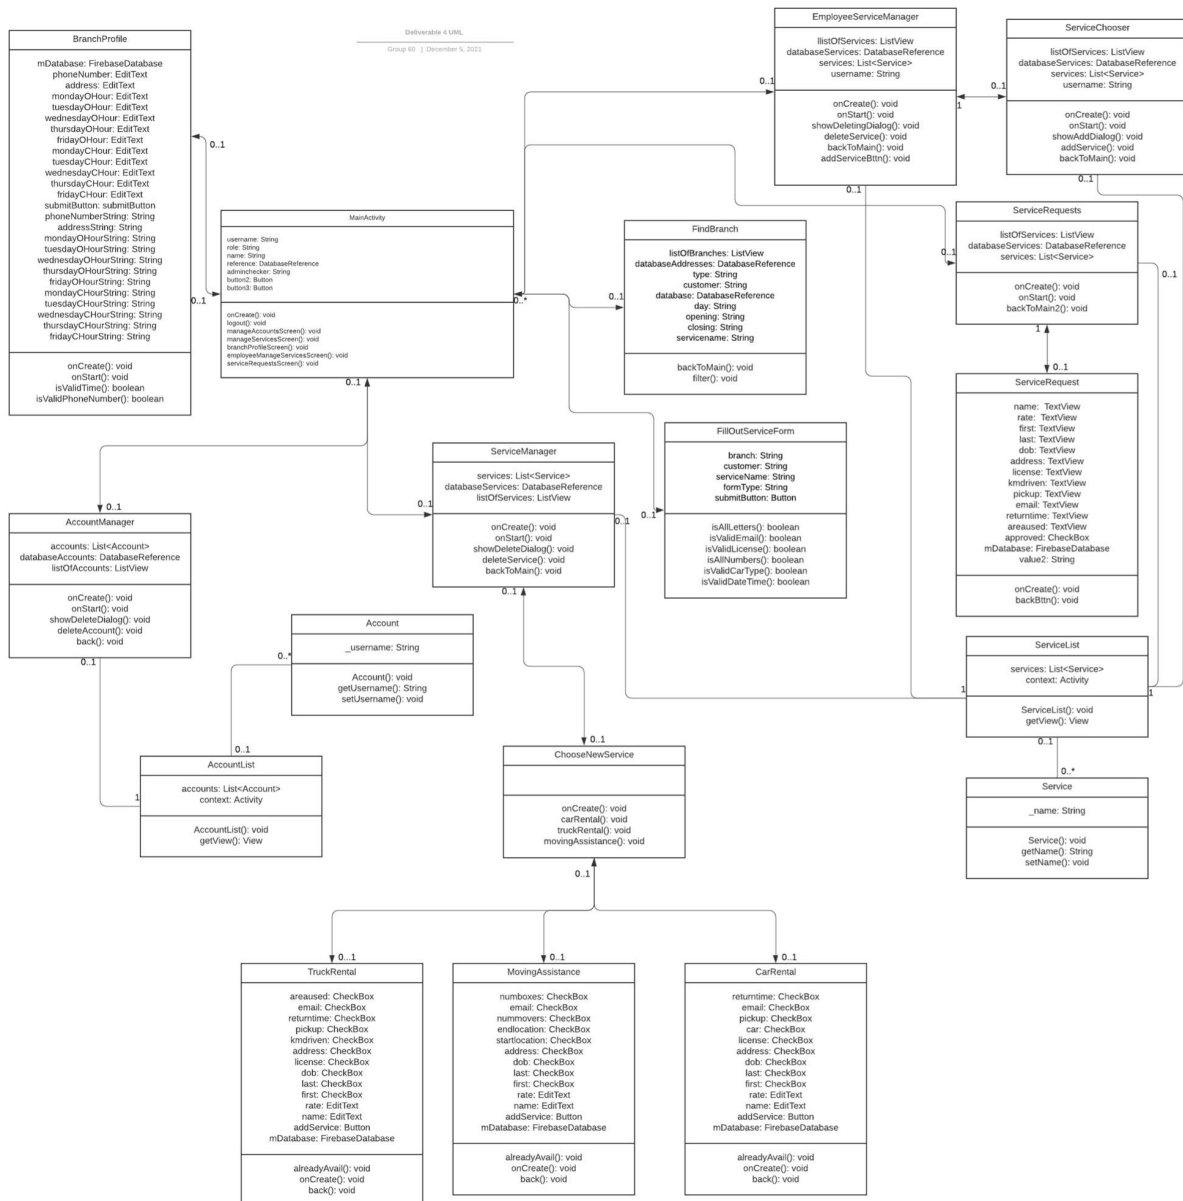 Deliverable 4 UML
Group 60 | December 5, 2021
BranchProfile
mDatabase: FirebaseDatabase
phoneNumber: EditText
address: EditText
mondayOHour: EditText
tuesdayOHour: EditText
wednesdayOHour: EditText
thursdayOHour: EditText
fridayOHour: EditText
mondayCHour: EditText
tuesdayCHour: EditText
wednesdayCHour: EditText
thursdayCHour: EditText
fridayCHour: EditText
submitButton: submitButton
phoneNumberString: String
addressString: String
mondayOHourString: String
tuesdayOHourString: String
wednesdayOHourString: String
thursdayOHourString: String
fridayOHourString: String
mondayCHourString: String
tuesdayCHourString: String
wednesdayCHourString: String
thursdayCHourString: String
fridayCHourString: String
onCreate(): void
onStart(): void
isValidTime(): boolean
isValidPhoneNumber(): boolean
0..1
0..1
MainActivity
username: String
role: String
name: String
reference: DatabaseReference
adminchecker: String
button2: Button
button3: Button
onCreate(): void
logout(): void
manageAccountsScreen(): void
manageServicesScreen(): void
branchProfileScreen(): void
employeeManageServicesScreen(): void
serviceRequestsScreen(): void
0..*
0..1
EmployeeServiceManager
llistOfServices: ListView
databaseServices: DatabaseReference
services: List<Service>
username: String
onCreate(): void
onStart(): void
showDeletingDialog(): void
deleteService(): void
backToMain(): void
addServiceBttn(): void
0..1
1
0..1
ServiceChooser
listOfServices: ListView
databaseServices: DatabaseReference
services: List<Service>
username: String
onCreate(): void
onStart(): void
showAddDialog(): void
addService(): void
backToMain(): void
0..1
0..1
FindBranch
listOfBranches: ListView
databaseAddresses: DatabaseReference
type: String
customer: String
database: DatabaseReference
day: String
opening: String
closing: String
servicename: String
backToMain(): void
filter(): void
0..1
ServiceRequests
listOfServices: ListView
databaseServices: DatabaseReference
services: List<Service>
onCreate(): void
onStart(): void
backToMain2(): void
0..1
0..1
1
0..1
ServiceRequest
name: TextView
rate: TextView
first: TextView
last: TextView
dob: TextView
address: TextView
license: TextView
kmdriven: TextView
pickup: TextView
email: TextView
returntime: TextView
areaused: TextView
approved: CheckBox
mDatabase: FirebaseDatabase
value2: String
onCreate(): void
backBttn(): void
FillOutServiceForm
branch: String
customer: String
serviceName: String
formType: String
submitButton: Button
isAllLetters(): boolean
isValidEmail(): boolean
isValidLicense(): boolean
isAllNumbers(): boolean
isValidCarType(): boolean
isValidDateTime(): boolean
0..1
ServiceManager
services: List<Service>
databaseServices: DatabaseReference
listOfServices: ListView
onCreate(): void
onStart(): void
showDeleteDialog(): void
deleteService(): void
backToMain(): void
0..1
0..1
0..1
0..1
AccountManager
accounts: List<Account>
databaseAccounts: DatabaseReference
listOfAccounts: ListView
onCreate(): void
onStart(): void
showDeleteDialog(): void
deleteAccount(): void
back(): void
0..1
Account
_username: String
Account(): void
getUsername(): String
setUsername(): void
0..*
0..1
AccountList
accounts: List<Account>
context: Activity
AccountList(): void
getView(): View
1
ServiceList
services: List<Service>
context: Activity
ServiceList(): void
getView(): View
1
1
0..1
0..*
Service
_name: String
Service(): void
getName(): String
setName(): void
0..1
ChooseNewService
onCreate(): void
carRental(): void
truckRental(): void
movingAssistance(): void
0..1
0...1
TruckRental
areaused: CheckBox
email: CheckBox
returntime: CheckBox
pickup: CheckBox
kmdriven: CheckBox
address: CheckBox
license: CheckBox
dob: CheckBox
last: CheckBox
first: CheckBox
rate: EditText
name: EditText
addService: Button
mDatabase: FirebaseDatabase
alreadyAvail(): void
onCreate(): void
back(): void
0..1
MovingAssistance
numboxes: CheckBox
email: CheckBox
nummovers: CheckBox
endlocation: CheckBox
startlocation: CheckBox
address: CheckBox
dob: CheckBox
last: CheckBox
first: CheckBox
rate: EditText
name: EditText
addService: Button
mDatabase: FirebaseDatabase
alreadyAvail(): void
onCreate(): void
back(): void
0..1
CarRental
returntime: CheckBox
email: CheckBox
pickup: CheckBox
car: CheckBox
license: CheckBox
address: CheckBox
dob: CheckBox
last: CheckBox
first: CheckBox
rate: EditText
name: EditText
addService: Button
mDatabase: FirebaseDatabase
alreadyAvail(): void
onCreate(): void
back(): void